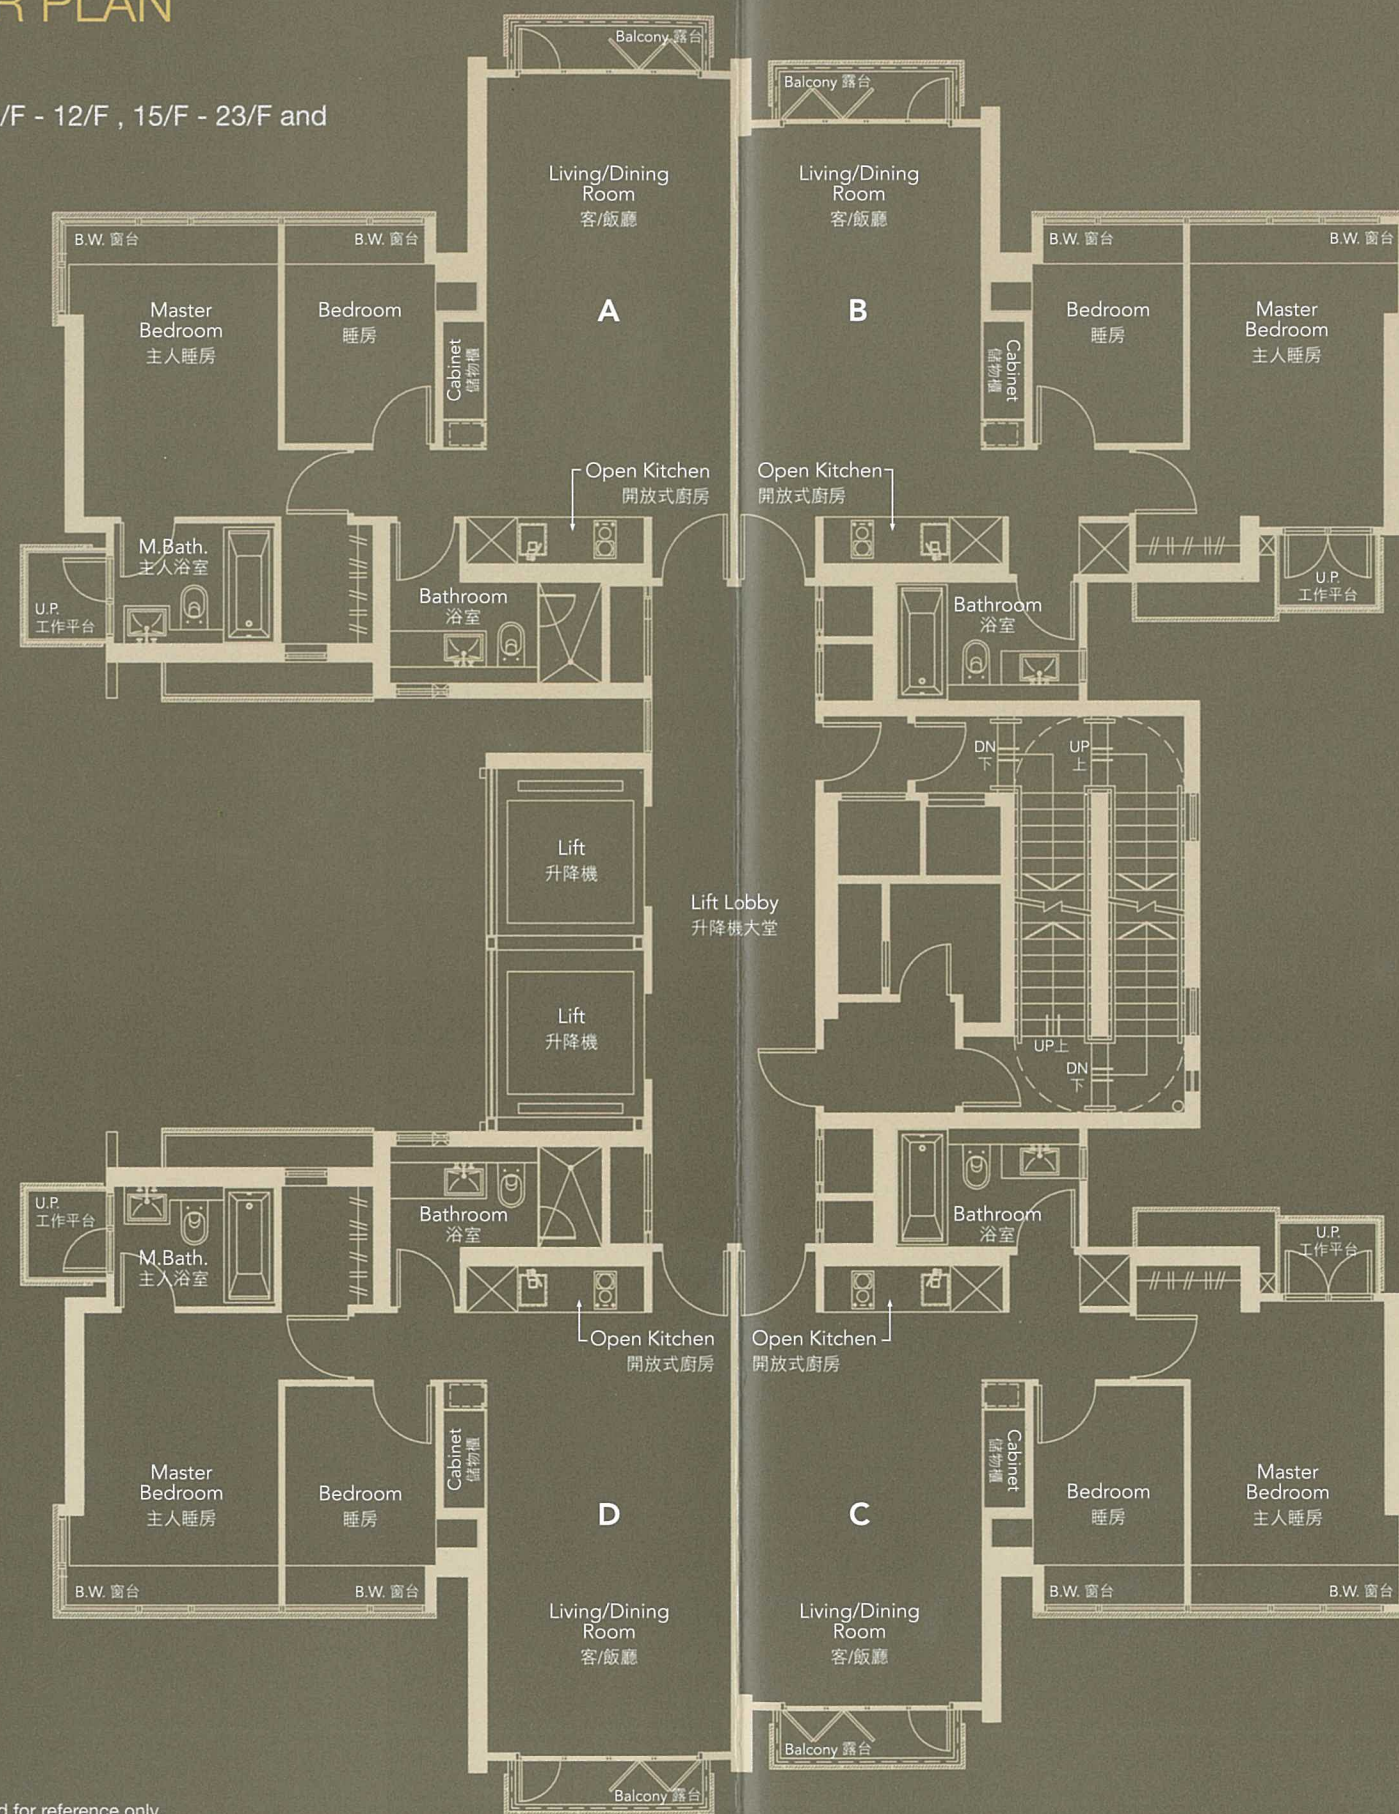 R PLAN
/F - 12/F , 15/F - 23/F and
Balcony 露台
Balcony 露台
Living/Dining
Room
客/飯廳
Living/Dining
Room
客/飯廳
B.W. 窗台
B.W. 窗台
B.W. 窗台
B.W. 窗台
Master
Bedroom
主人睡房
Bedroom
睡房
A
B
Bedroom
睡房
Master
Bedroom
主人睡房
Cabinet
儲物櫃
Cabinet
儲物櫃
Open Kitchen
開放式廚房
Open Kitchen
開放式廚房
M.Bath.
主人浴室
U.P.
工作平台
Bathroom
浴室
Bathroom
浴室
U.P.
工作平台
DN
下
UP
上
Lift
升降機
Lift Lobby
升降機大堂
Lift
升降機
UP上
DN
下
U.P.
工作平台
M.Bath.
主人浴室
Bathroom
浴室
Bathroom
浴室
U.P.
工作平台
Open Kitchen
開放式廚房
Open Kitchen
開放式廚房
Cabinet
儲物櫃
Cabinet
儲物櫃
Master
Bedroom
主人睡房
Bedroom
睡房
D
C
Bedroom
睡房
Master
Bedroom
主人睡房
B.W. 窗台
B.W. 窗台
B.W. 窗台
B.W. 窗台
Living/Dining
Room
客/飯廳
Living/Dining
Room
客/飯廳
Balcony 露台
Balcony 露台
d for reference only